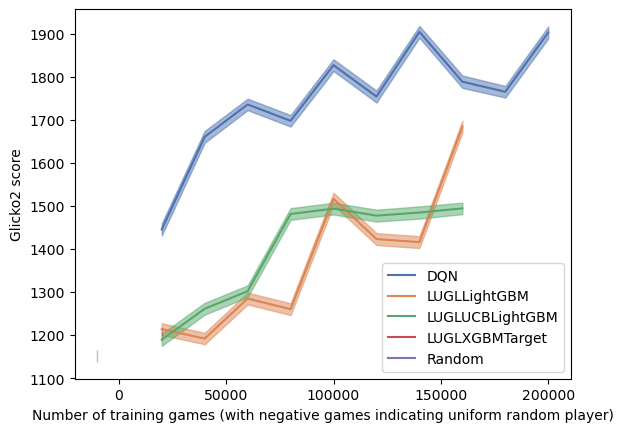 1900
1800
1700
1600
1500
1400
1300
1200
1100
Glicko2 score
DQN
LUGLLightGBM
LUGLUCBLightGBM
LUGLXGBMTarget
Random
0
50000
100000
150000
200000
Number of training games (with negative games indicating uniform random player)